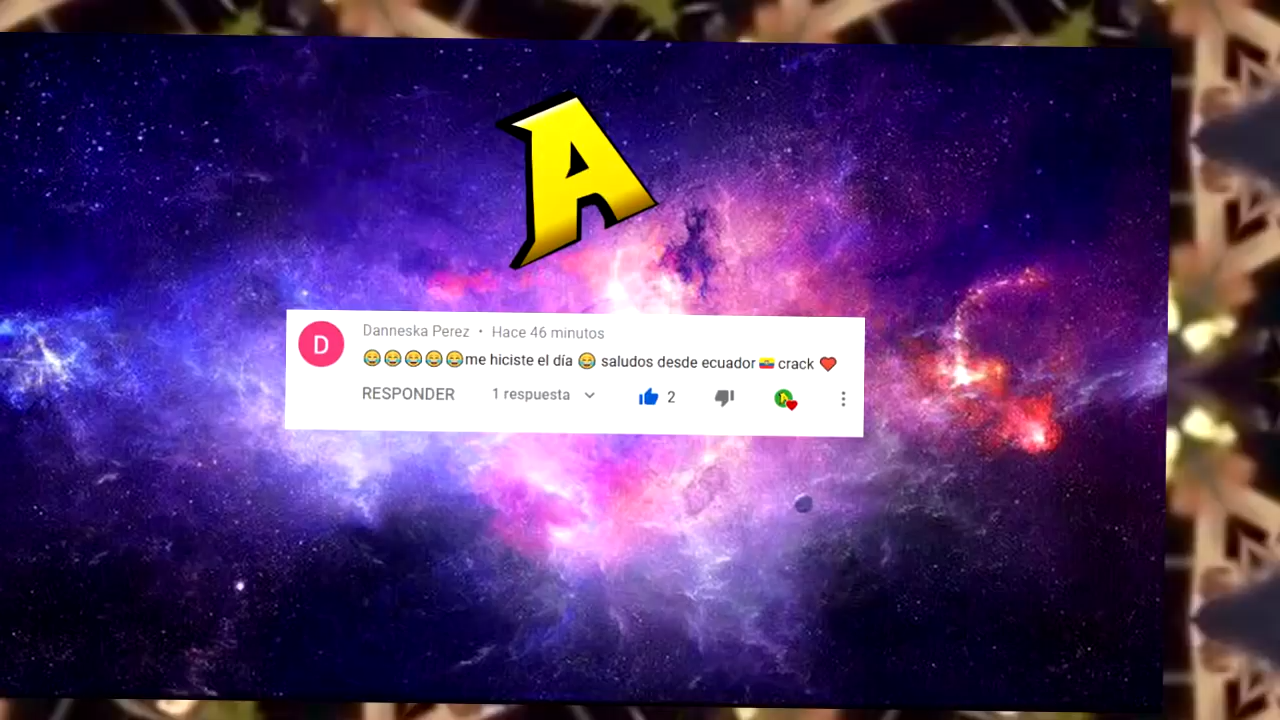 A
D
Danneska Perez • Hace 46 minutos
😂😂😂😂😂me hiciste el día 😂 saludos desde ecuador 🇪🇨 crack ❤️
RESPONDER 1 respuesta 2